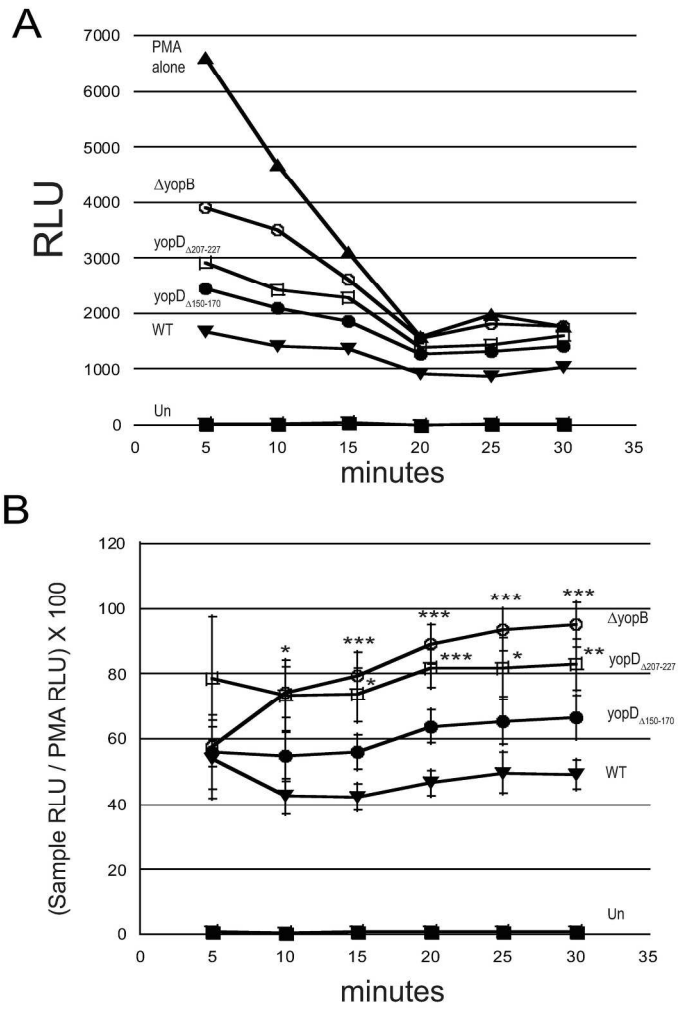 A
7000
PMA
alone
6000
5000
ΔyopB
4000
RLU
yopDΔ207-227
3000
yopDΔ150-170
2000
WT
1000
Un
0
0 5 10 15 20 25 30 35
minutes
B
120
*** ***
100
*** ΔyopB
* ***
80
*** * ** yopDΔ207-227
*
yopDΔ150-170
60
WT
(Sample RLU / PMA RLU) X 100
40
20
Un
0
0 5 10 15 20 25 30 35
minutes